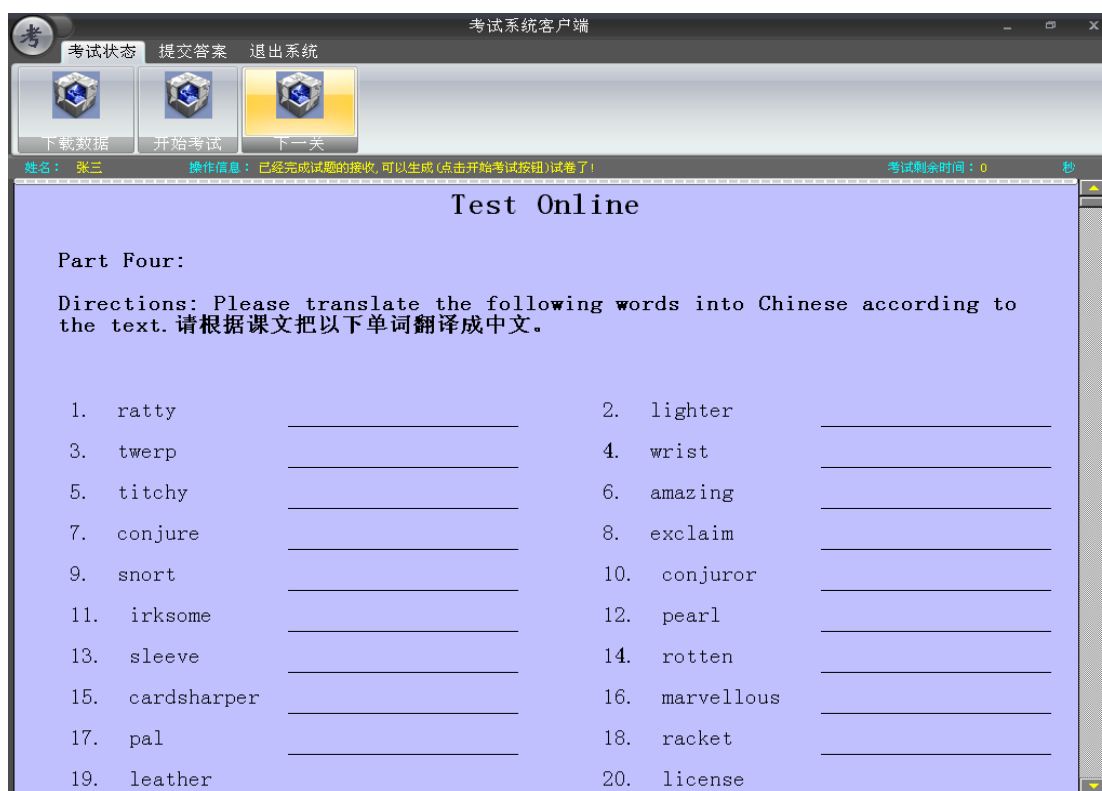 考试系统客户端
考
考试状态 提交答案 退出系统
下载数据 开始考试 下一关
姓名： 张三 操作信息：已经完成试题的接收,可以生成(点击开始考试按钮)试卷了! 考试剩余时间：0 秒
Test Online
Part Four:
Directions: Please translate the following words into Chinese according to
the text.请根据课文把以下单词翻译成中文。
1. ratty 2. lighter
3. twerp 4. wrist
5. titchy 6. amazing
7. conjure 8. exclaim
9. snort 10. conjuror
11. irksome 12. pearl
13. sleeve 14. rotten
15. cardsharper 16. marvellous
17. pal 18. racket
19. leather 20. license